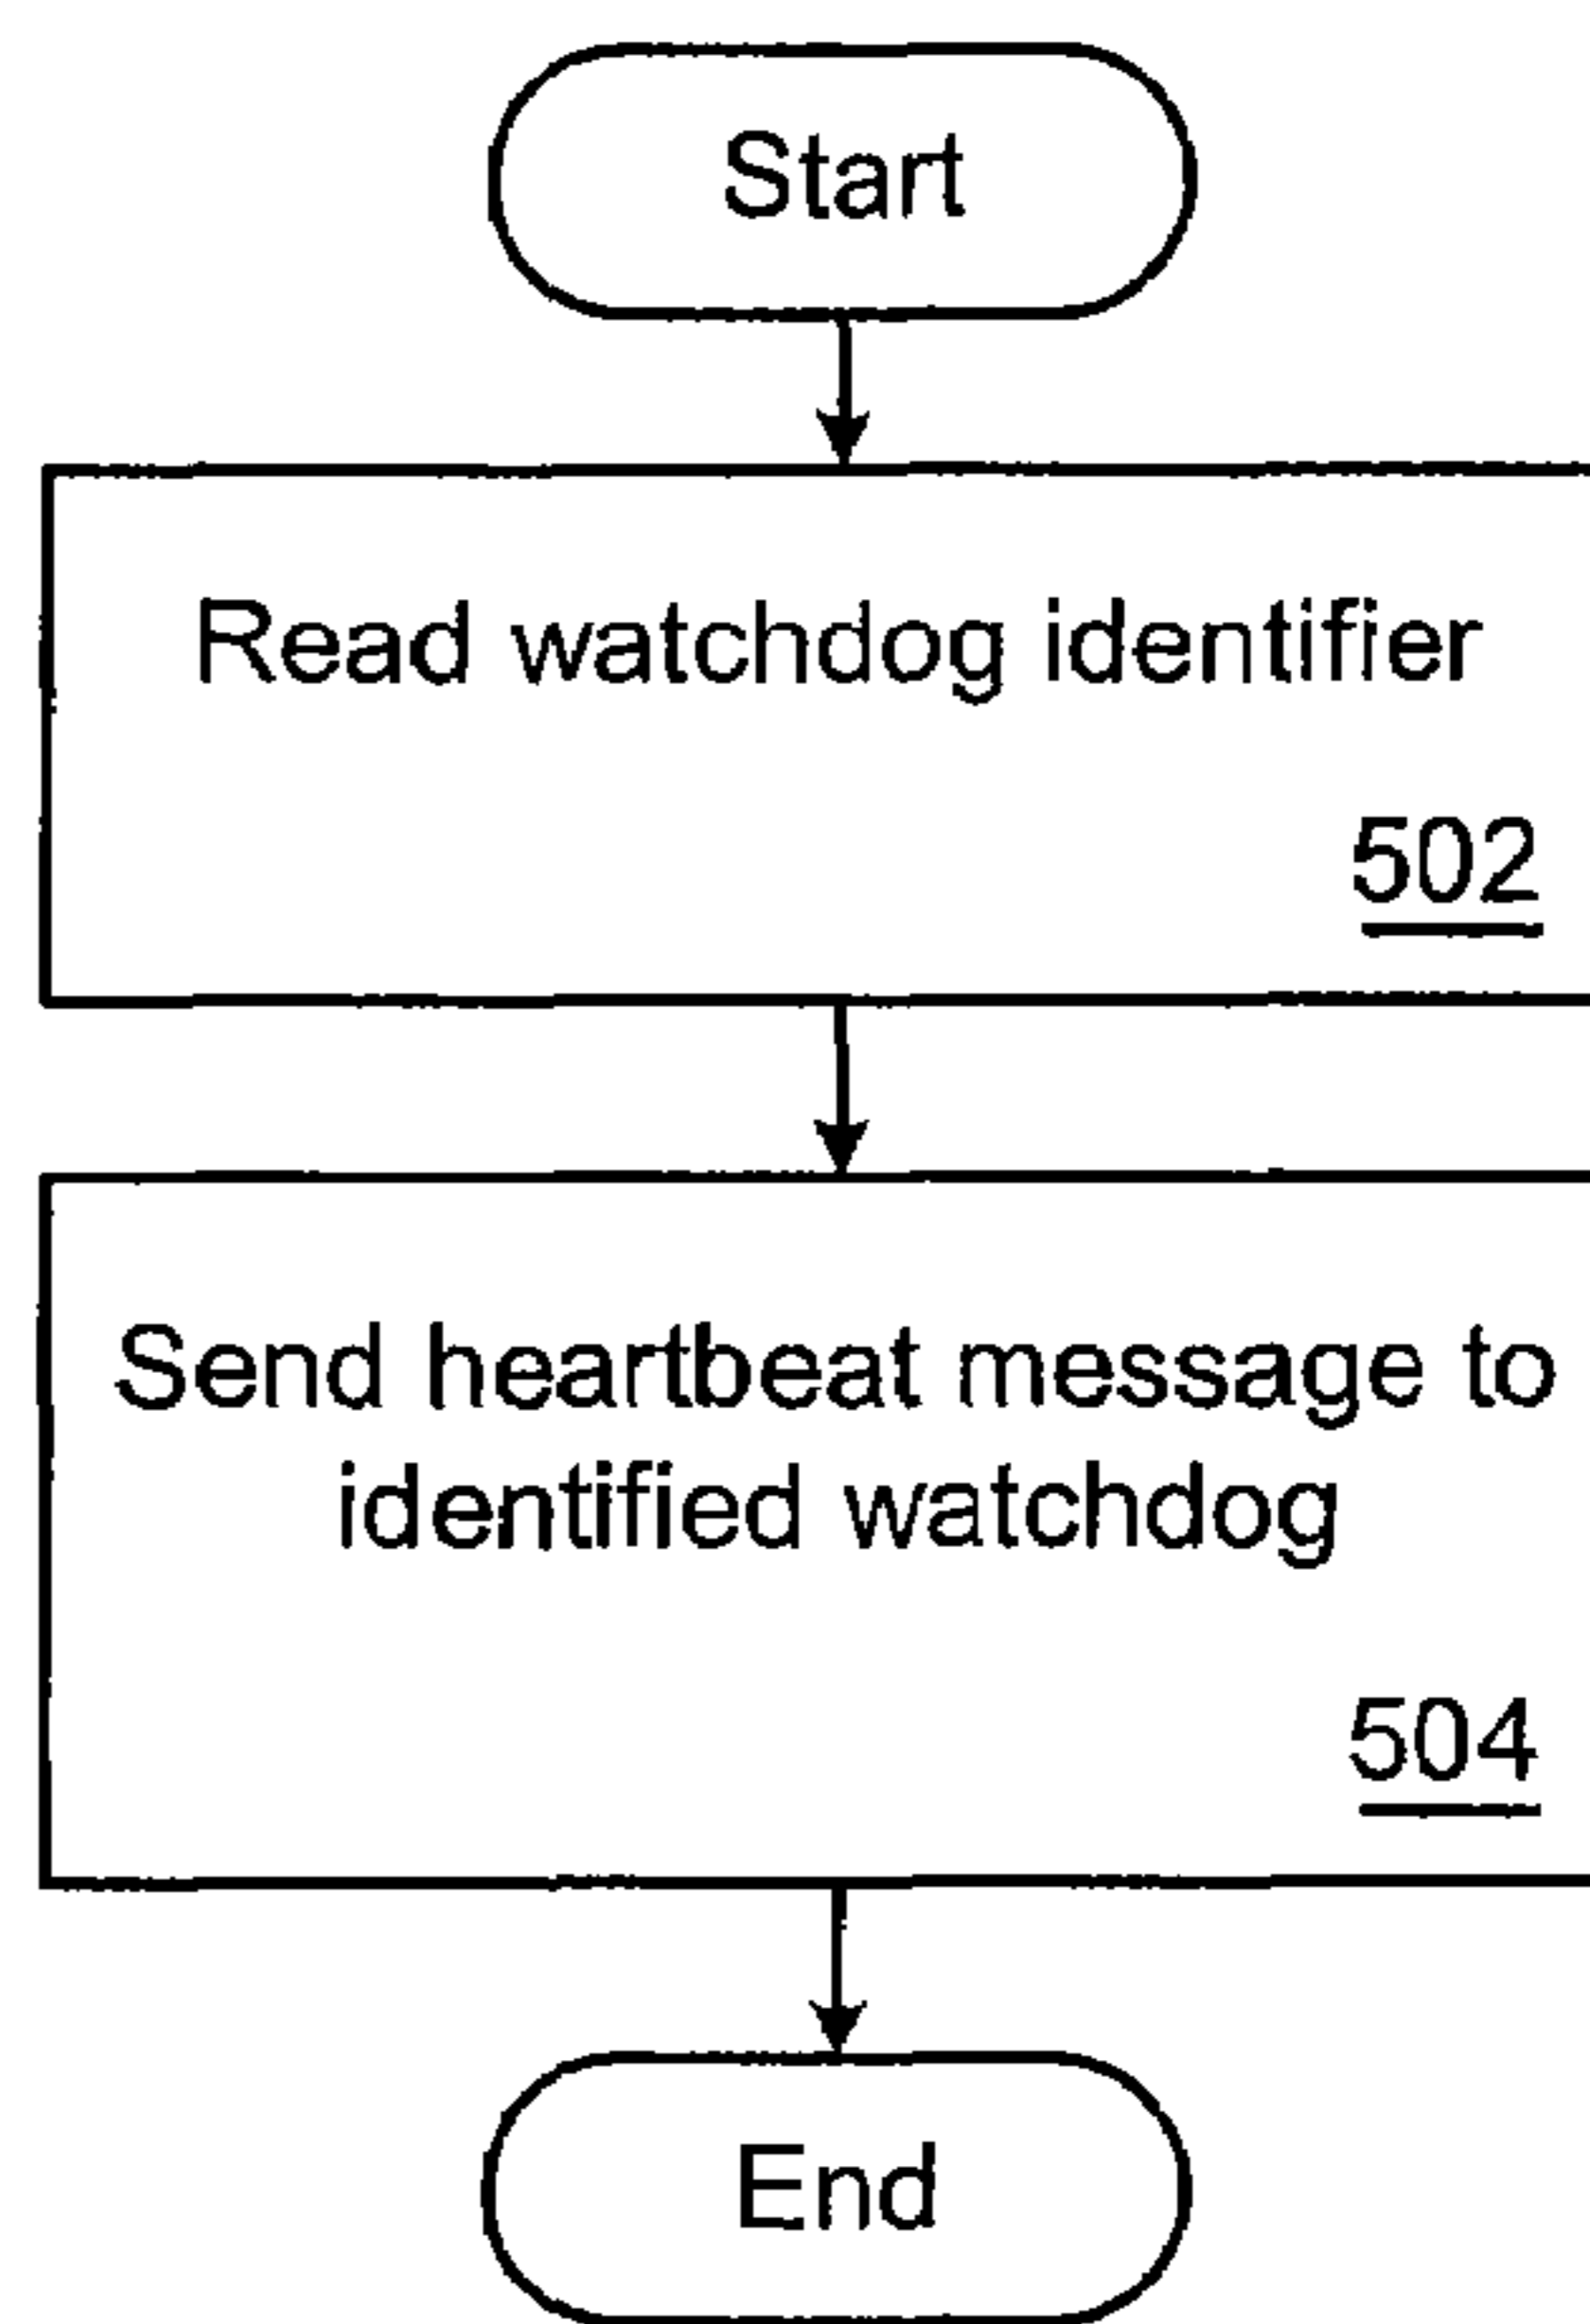 Start
Read watchdog identifier
502
Send heartbeat message to
identified watchdog
504
End